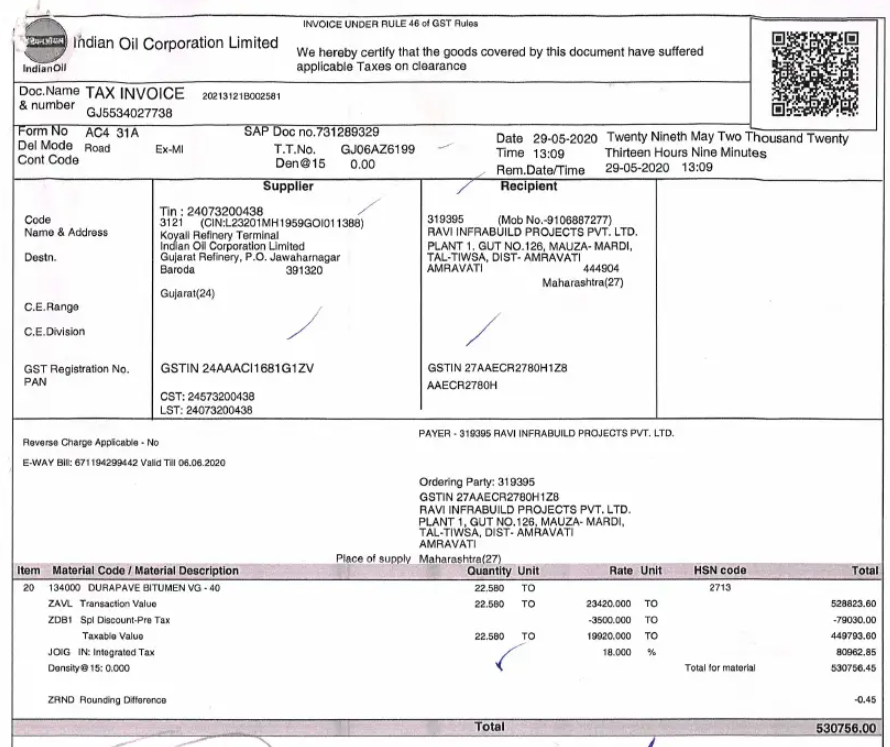 INVOICE UNDER RULE 46 of GST Rules
Indian Oil Corporation Limited
We hereby certify that the goods covered by this document have suffered
applicable Taxes on clearance
IndianOil
Doc.Name TAX INVOICE 20213121B002581
& number GJ5534027738
Form No AC4 31A SAP Doc no.731289329
Del Mode Road Ex-MI T.T.No. GJ06AZ6199
Cont Code Den@15 0.00
Date 29-05-2020 Twenty Nineth May Two Thousand Twenty
Time 13:09 Thirteen Hours Nine Minutes
Rem.Date/Time 29-05-2020 13:09
Supplier Recipient
Tin : 24073200438
Code 3121 (CIN:L23201MH1959GOI011388) 319395 (Mob No.-9106887277)
Name & Address Koyali Refinery Terminal RAVI INFRABUILD PROJECTS PVT. LTD.
Indian Oil Corporation Limited PLANT 1. GUT NO.126, MAUZA- MARDI,
Destn. Gujarat Refinery, P.O. Jawaharnagar TAL-TIWSA, DIST- AMRAVATI
Baroda 391320 AMRAVATI 444904
Maharashtra(27)
Gujarat(24)
C.E.Range
C.E.Division
GST Registration No. GSTIN 24AAACI1681G1ZV GSTIN 27AAECR2780H1Z8
PAN AAECR2780H
CST: 24573200438
LST: 24073200438
PAYER - 319395 RAVI INFRABUILD PROJECTS PVT. LTD.
Reverse Charge Applicable - No
E-WAY Bill: 671194299442 Valid Till 06.06.2020
Ordering Party: 319395
GSTIN 27AAECR2780H1Z8
RAVI INFRABUILD PROJECTS PVT. LTD.
PLANT 1, GUT NO.126, MAUZA- MARDI,
TAL-TIWSA, DIST- AMRAVATI
AMRAVATI
Place of supply Maharashtra(27)
Item Material Code / Material Description Quantity Unit Rate Unit HSN code Total
20 134000 DURAPAVE BITUMEN VG - 40 22.580 TO 2713
ZAVL Transaction Value 22.580 TO 23420.000 TO 528823.60
ZDB1 Spl Discount-Pre Tax -3500.000 TO -79030.00
Taxable Value 22.580 TO 19920.000 TO 449793.60
JOIG IN: Integrated Tax 18.000 % 80962.85
Density@15: 0.000 Total for material 530756.45
ZRND Rounding Difference -0.45
Total 530756.00